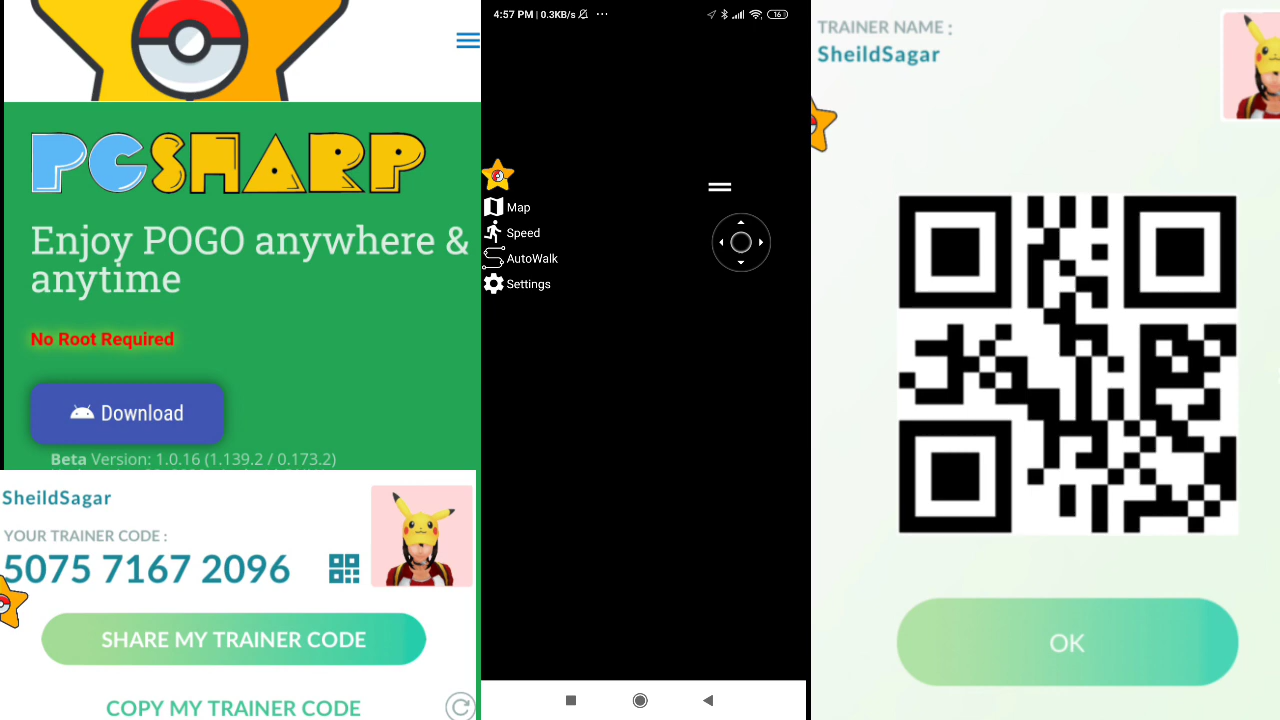 PGSHARP
Enjoy POGO anywhere &
anytime
No Root Required
Download
Beta Version: 1.0.16 (1.139.2 / 0.173.2)
SheildSagar
YOUR TRAINER CODE :
5075 7167 2096
SHARE MY TRAINER CODE
COPY MY TRAINER CODE
4:57 PM | 0.3KB/s ... 16
Map
Speed
AutoWalk
Settings
TRAINER NAME :
SheildSagar
OK